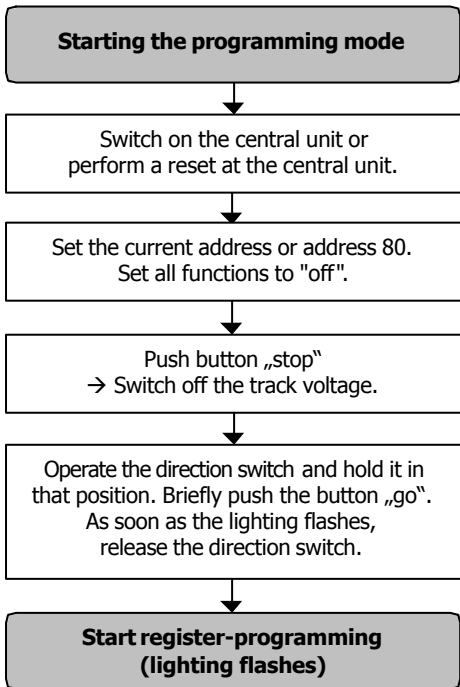 Starting the programming mode
Switch on the central unit or
perform a reset at the central unit.
Set the current address or address 80.
Set all functions to "off".
Push button „stop“
→ Switch off the track voltage.
Operate the direction switch and hold it in
that position. Briefly push the button „go“.
As soon as the lighting flashes,
release the direction switch.
Start register-programming
(lighting flashes)